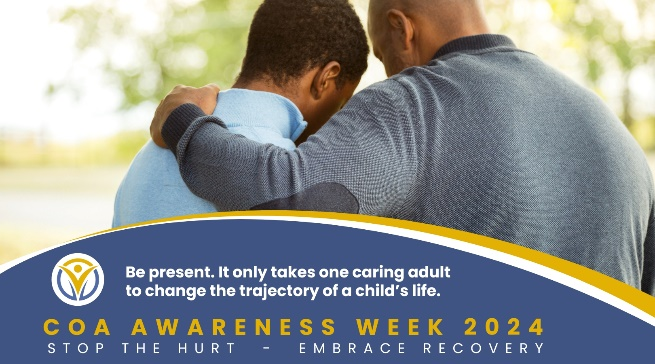 Be present. It only takes one caring adult
to change the trajectory of a child's life.
COA AWARENESS WEEK 2024
STOP THE HURT - EMBRACE RECOVERY